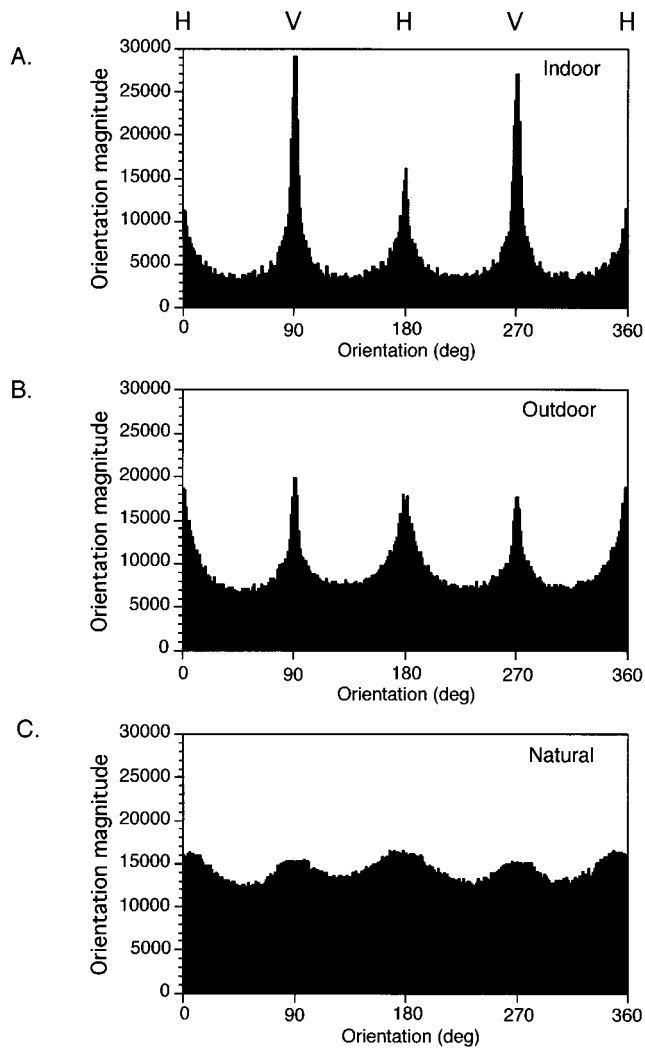 H V H V H
A.
Indoor
Orientation magnitude
30000
25000
20000
15000
10000
5000
0
0 90 180 270 360
Orientation (deg)
B.
Outdoor
Orientation magnitude
30000
25000
20000
15000
10000
5000
0
0 90 180 270 360
Orientation (deg)
C.
Natural
Orientation magnitude
30000
25000
20000
15000
10000
5000
0
0 90 180 270 360
Orientation (deg)